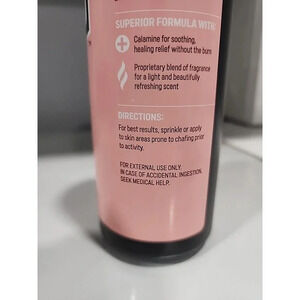 SUPERIOR FORMULA WITH:
Calamine for soothing,
healing relief without the burn
Proprietary blend of fragrance
for a light and beautifully
refreshing scent
DIRECTIONS:
For best results, sprinkle or apply
to skin areas prone to chafing prior
to activity.
FOR EXTERNAL USE ONLY.
IN CASE OF ACCIDENTAL INGESTION,
SEEK MEDICAL HELP.